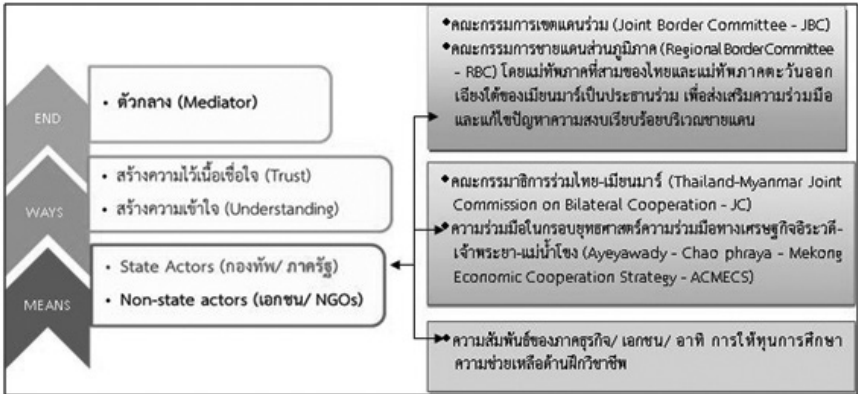 END
• ตัวกลาง (Mediator)
WAYS
• สร้างความไว้เนื้อเชื่อใจ (Trust)
• สร้างความเข้าใจ (Understanding)
MEANS
• State Actors (กองทัพ/ ภาครัฐ)
• Non-state actors (เอกชน/ NGOs)
◆คณะกรรมการเขตแดนร่วม (Joint Border Committee - JBC)
◆คณะกรรมการชายแดนส่วนภูมิภาค (Regional Border Committee
- RBC) โดยแม่ทัพภาคที่สามของไทยและแม่ทัพภาคตะวันออก
เฉียงใต้ของเมียนมาร์เป็นประธานร่วม เพื่อส่งเสริมความร่วมมือ
และแก้ไขปัญหาความสงบเรียบร้อยบริเวณชายแดน
◆คณะกรรมาธิการร่วมไทย-เมียนมาร์ (Thailand-Myanmar Joint
Commission on Bilateral Cooperation - JC)
◆ความร่วมมือในกรอบยุทธศาสตร์ความร่วมมือทางเศรษฐกิจอิระวดี-
เจ้าพระยา-แม่น้ำโขง (Ayeyawady - Chao phraya - Mekong
Economic Cooperation Strategy - ACMECS)
◆ความสัมพันธ์ของภาคธุรกิจ/ เอกชน/ อาทิ การให้ทุนการศึกษา
ความช่วยเหลือด้านฝึกวิชาชีพ